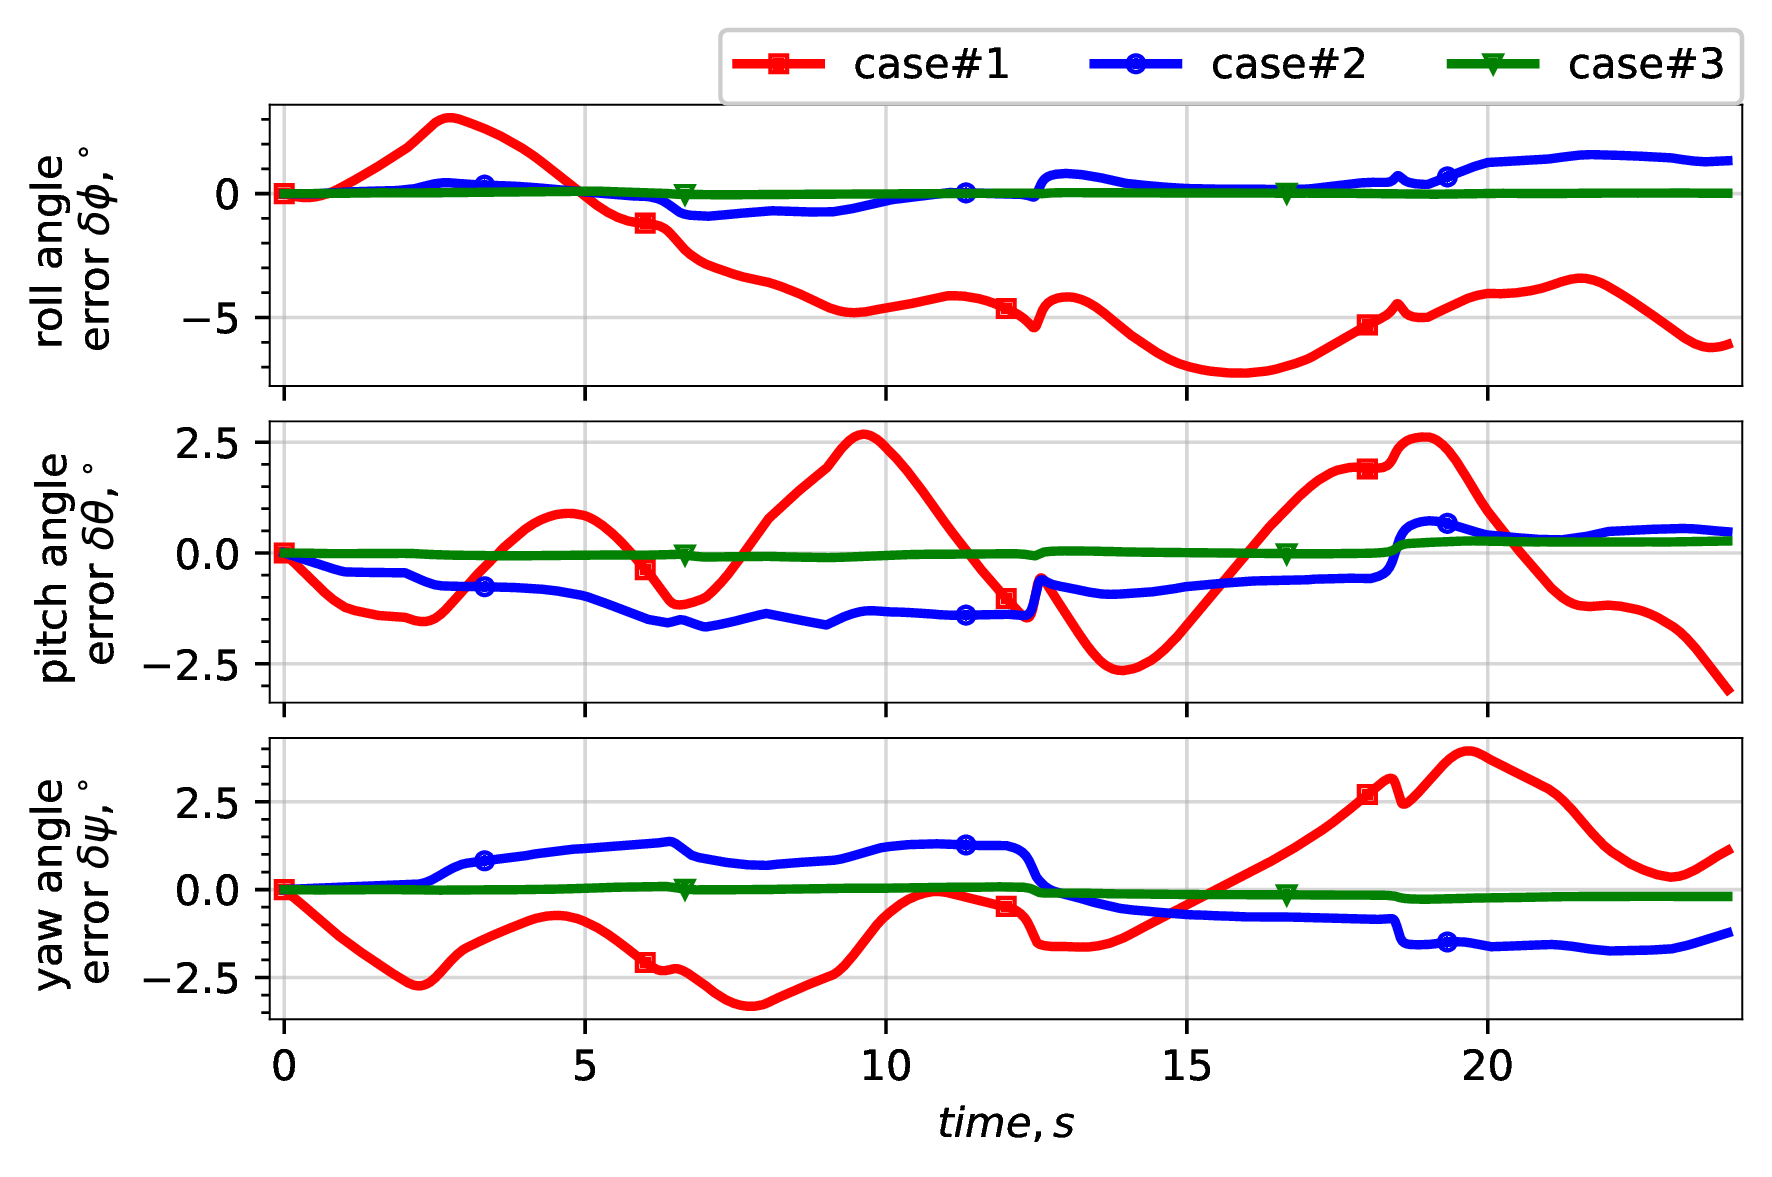 case#1 case#2 case#3
roll angle
error δϕ, °
0
−5
pitch angle
error δθ, °
2.5
0.0
−2.5
yaw angle
error δψ, °
2.5
0.0
−2.5
0 5 10 15 20
time, s